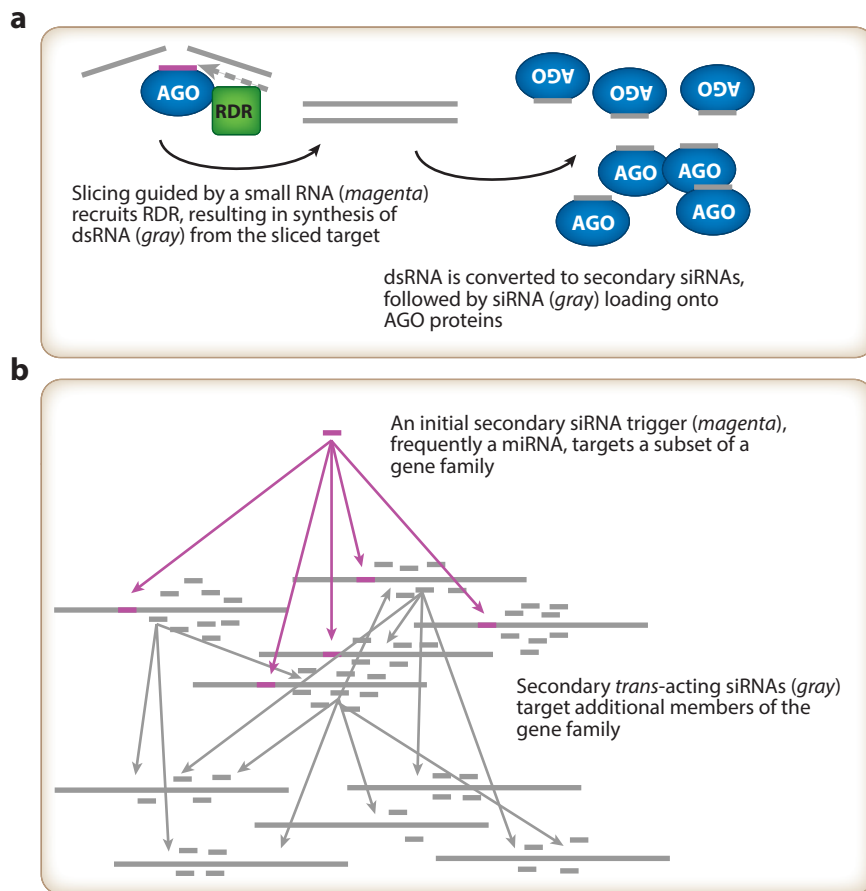 a
AGO
RDR
AGO
AGO
AGO
AGO
AGO
AGO
AGO
Slicing guided by a small RNA (magenta)
recruits RDR, resulting in synthesis of
dsRNA (gray) from the sliced target
dsRNA is converted to secondary siRNAs,
followed by siRNA (gray) loading onto
AGO proteins
b
An initial secondary siRNA trigger (magenta),
frequently a miRNA, targets a subset of a
gene family
Secondary trans-acting siRNAs (gray)
target additional members of the
gene family